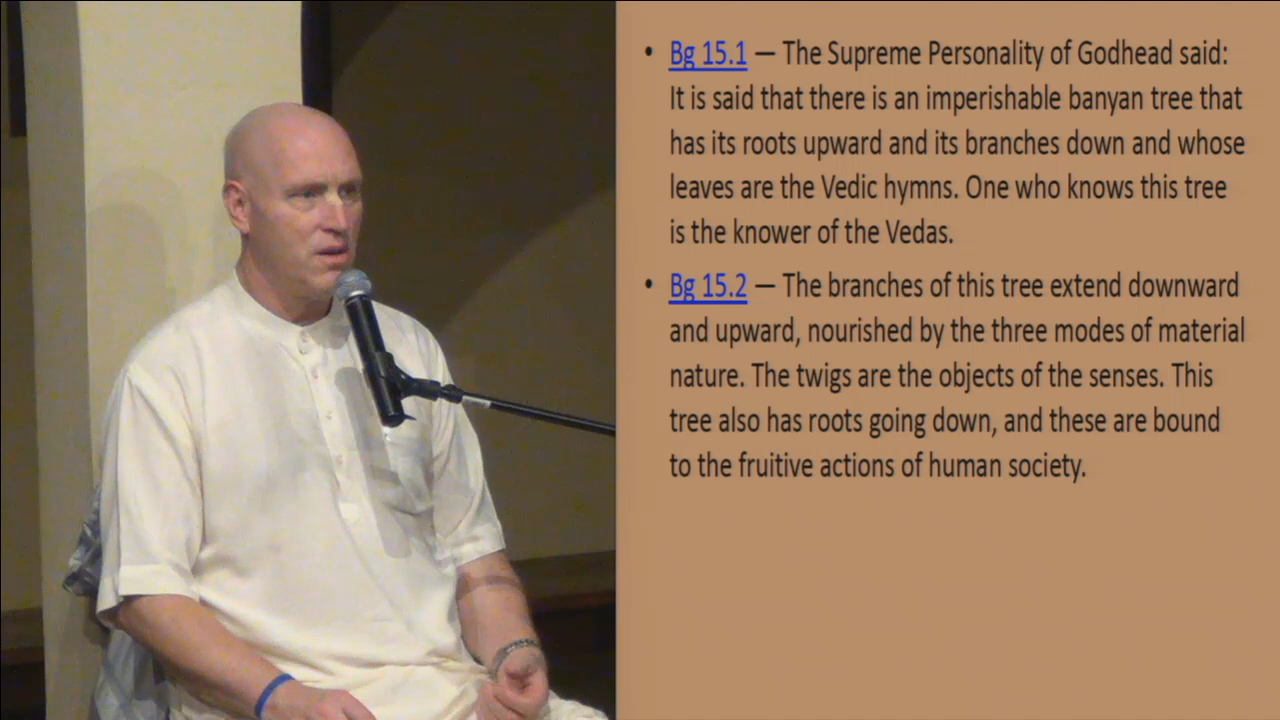 • Bg 15.1 — The Supreme Personality of Godhead said:
It is said that there is an imperishable banyan tree that
has its roots upward and its branches down and whose
leaves are the Vedic hymns. One who knows this tree
is the knower of the Vedas.
• Bg 15.2 — The branches of this tree extend downward
and upward, nourished by the three modes of material
nature. The twigs are the objects of the senses. This
tree also has roots going down, and these are bound
to the fruitive actions of human society.